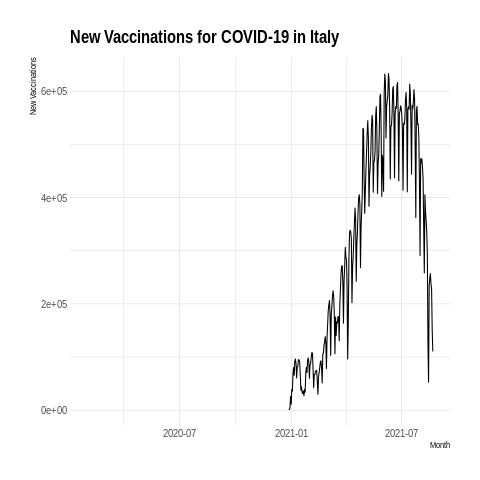 New Vaccinations for COVID-19 in Italy
New Vaccinations
6e+05
4e+05
2e+05
0e+00
2020-07
2021-01
2021-07
Month